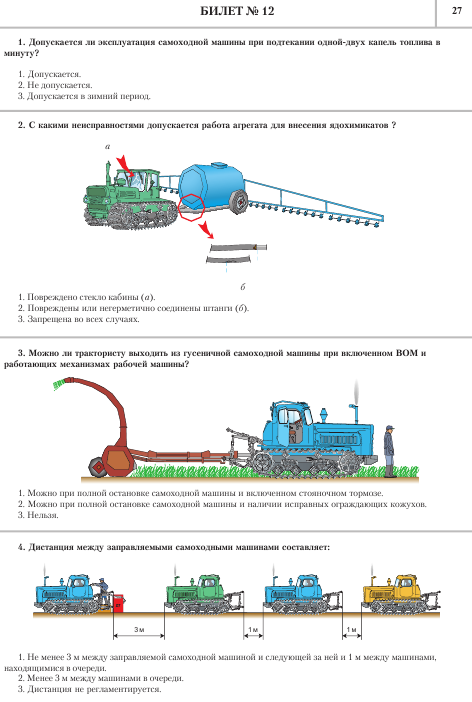 БИЛЕТ № 12
27
1. Допускается ли эксплуатация самоходной машины при подтекании одной-двух капель топлива в
минуту?
1. Допускается.
2. Не допускается.
3. Допускается в зимний период.
2. С какими неисправностями допускается работа агрегата для внесения ядохимикатов ?
а
б
1. Повреждено стекло кабины (а).
2. Повреждены или негерметично соединены штанги (б).
3. Запрещена во всех случаях.
3. Можно ли трактористу выходить из гусеничной самоходной машины при включенном ВОМ и
работающих механизмах рабочей машины?
1. Можно при полной остановке самоходной машины и включенном стояночном тормозе.
2. Можно при полной остановке самоходной машины и наличии исправных ограждающих кожухов.
3. Нельзя.
4. Дистанция между заправляемыми самоходными машинами составляет:
3 м
1 м
1 м
1. Не менее 3 м между заправляемой самоходной машиной и следующей за ней и 1 м между машинами,
находящимися в очереди.
2. Менее 3 м между машинами в очереди.
3. Дистанция не регламентируется.